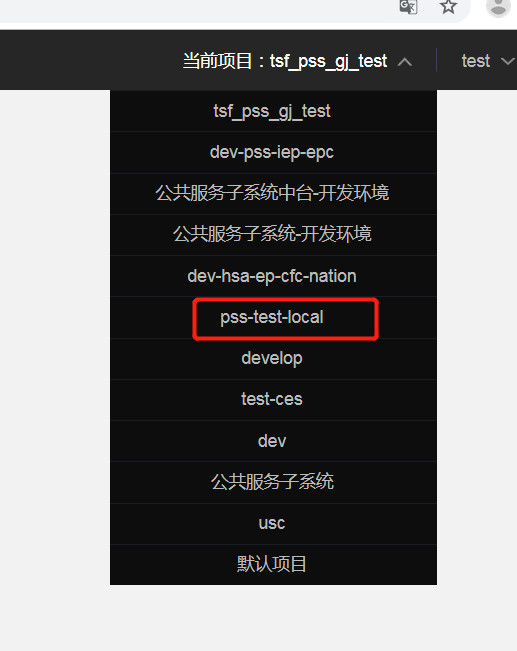 当前项目：tsf_pss_gj_test test
tsf_pss_gj_test
dev-pss-iep-epc
公共服务子系统中台-开发环境
公共服务子系统-开发环境
dev-hsa-ep-cfc-nation
pss-test-local
develop
test-ces
dev
公共服务子系统
usc
默认项目